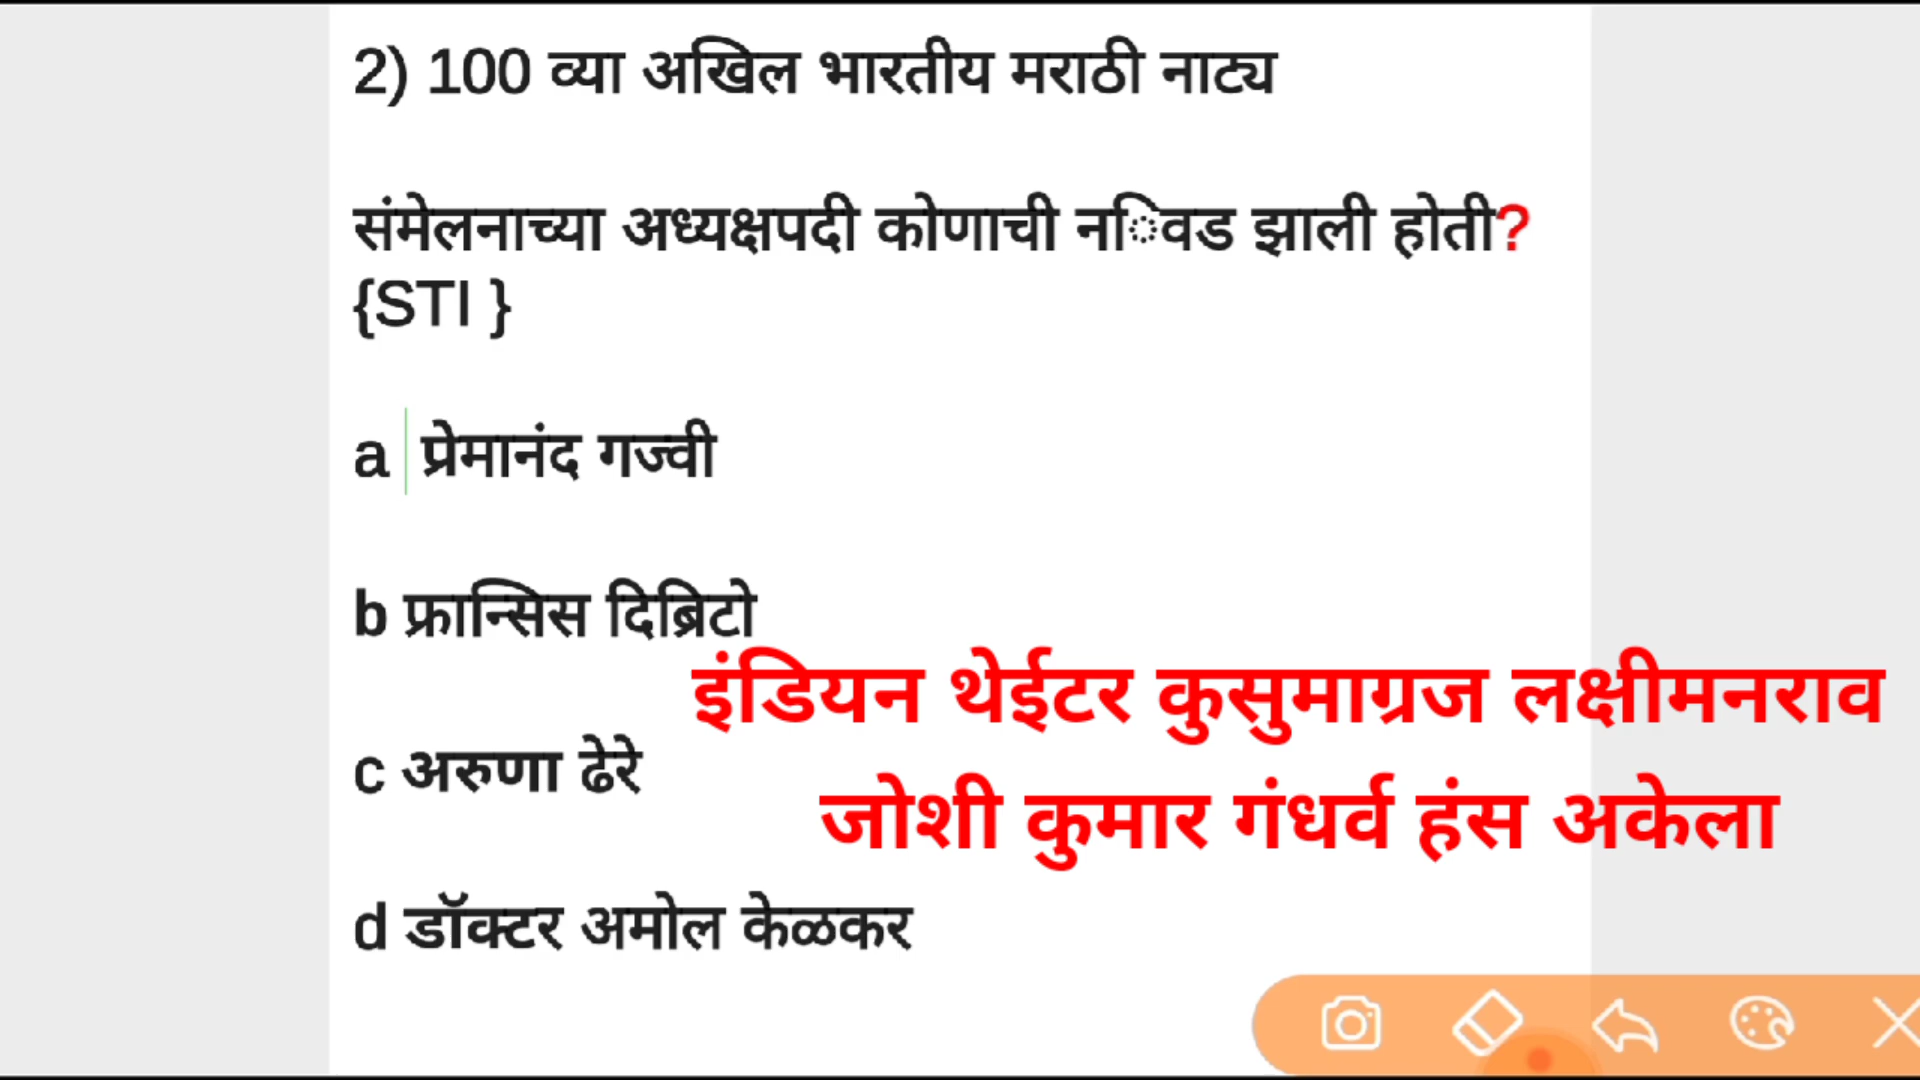 2) 100 व्या अखिल भारतीय मराठी नाट्य
संमेलनाच्या अध्यक्षपदी कोणाची नििवड झाली होती?
{STI }
a प्रेमानंद गज्वी
b फ्रान्सिस दिब्रिटो
इंडियन थेईटर कुसुमाग्रज लक्षीमनराव
c अरुणा ढेरे
जोशी कुमार गंधर्व हंस अकेला
d डॉक्टर अमोल केळकर